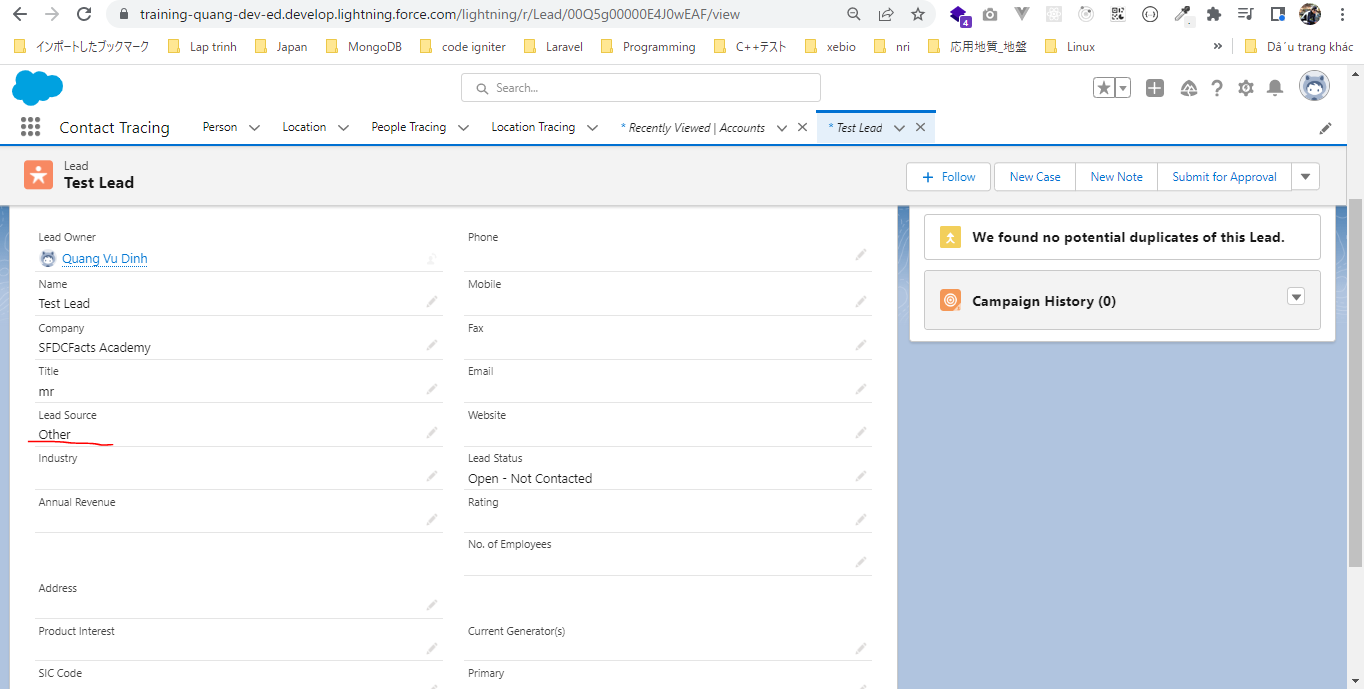 training-quang-dev-ed.develop.lightning.force.com/lightning/r/Lead/00Q5g00000E4J0wEAF/view
4
インポートしたブックマーク Lap trinh Japan MongoDB code igniter Laravel Programming C++テスト xebio nri 応用地質_地盤 Linux » Dấu trang khác
Search...
Contact Tracing Person Location People Tracing Location Tracing * Recently Viewed | Accounts * Test Lead
Lead
Test Lead
Follow New Case New Note Submit for Approval
Lead Owner
Quang Vu Dinh
Phone
Name
Test Lead
Mobile
Company
SFDCFacts Academy
Fax
Title
mr
Email
Lead Source
Other
Website
Industry
Lead Status
Open - Not Contacted
Annual Revenue
Rating
No. of Employees
Address
Product Interest
Current Generator(s)
SIC Code
Primary
We found no potential duplicates of this Lead.
Campaign History (0)